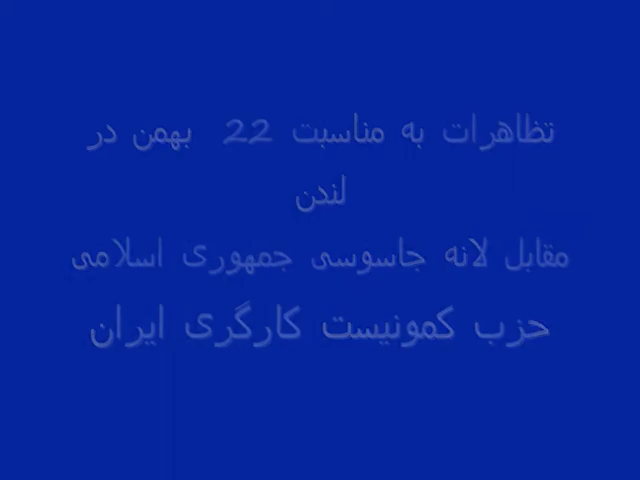 تظاهرات به مناسبت 22 بهمن در
لندن
مقابل لانه جاسوسی جمهوری اسلامی
حزب کمونیست کارگری ایران